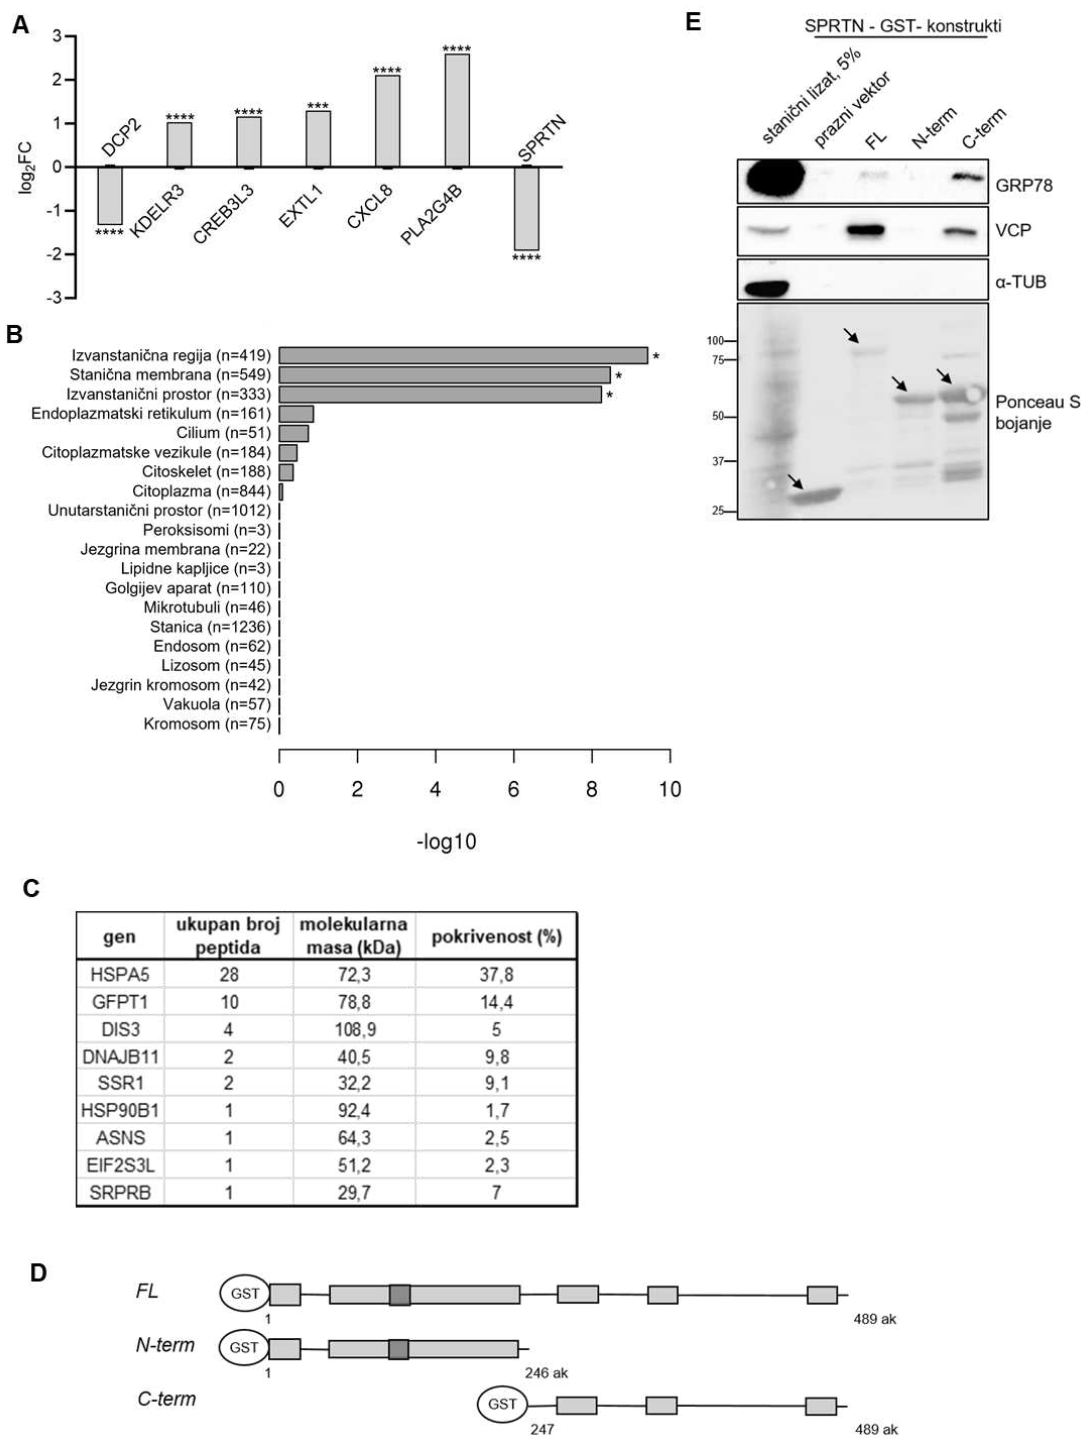 A
3
2
1
0
-1
-2
-3
log₂FC
DCP2
KDELR3
CREB3L3
EXTL1
CXCL8
PLA2G4B
SPRTN
****
****
****
***
****
****
****
B
Izvanstanična regija (n=419)
*
Stanična membrana (n=549)
*
Izvanstanični prostor (n=333)
*
Endoplazmatski retikulum (n=161)
Cilium (n=51)
Citoplazmatske vezikule (n=184)
Citoskelet (n=188)
Citoplazma (n=844)
Unutarstanični prostor (n=1012)
Peroksisomi (n=3)
Jezgrina membrana (n=22)
Lipidne kapljice (n=3)
Golgijev aparat (n=110)
Mikrotubuli (n=46)
Stanica (n=1236)
Endosom (n=62)
Lizosom (n=45)
Jezgrin kromosom (n=42)
Vakuola (n=57)
Kromosom (n=75)
0 2 4 6 8 10
-log10
C
gen ukupan broj peptida molekularna masa (kDa) pokrivenost (%)
HSPA5 28 72,3 37,8
GFPT1 10 78,8 14,4
DIS3 4 108,9 5
DNAJB11 2 40,5 9,8
SSR1 2 32,2 9,1
HSP90B1 1 92,4 1,7
ASNS 1 64,3 2,5
EIF2S3L 1 51,2 2,3
SRPRB 1 29,7 7
D
FL
GST
1
489 ak
N-term
GST
1
246 ak
C-term
GST
247
489 ak
E
SPRTN - GST- konstrukti
stanični lizat, 5%
prazni vektor
FL
N-term
C-term
GRP78
VCP
α-TUB
100
75
50
37
25
Ponceau S
bojanje